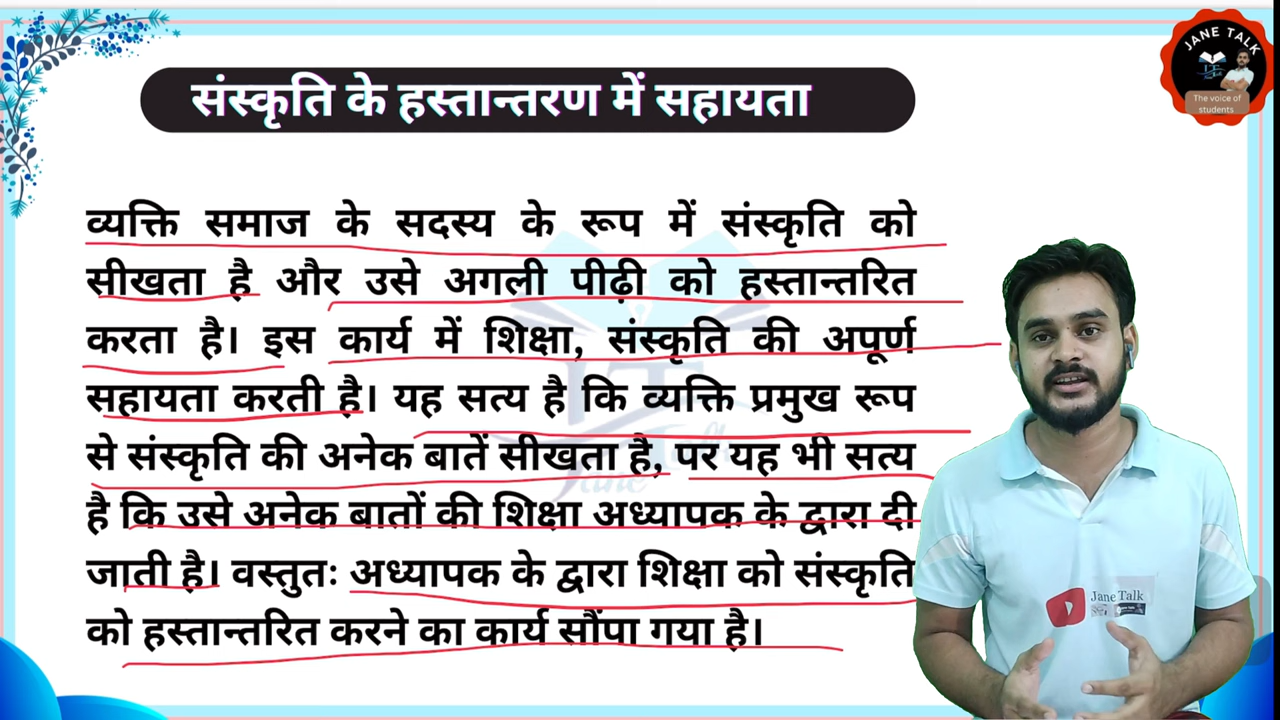 संस्कृति के हस्तान्तरण में सहायता
JANE TALK
The voice of
students
व्यक्ति समाज के सदस्य के रूप में संस्कृति को
सीखता है और उसे अगली पीढ़ी को हस्तान्तरित
करता है। इस कार्य में शिक्षा, संस्कृति की अपूर्ण
सहायता करती है। यह सत्य है कि व्यक्ति प्रमुख रूप
से संस्कृति की अनेक बातें सीखता है, पर यह भी सत्य
है कि उसे अनेक बातों की शिक्षा अध्यापक के द्वारा दी
जाती है। वस्तुतः अध्यापक के द्वारा शिक्षा को संस्कृति
को हस्तान्तरित करने का कार्य सौंपा गया है।
Jane Talk